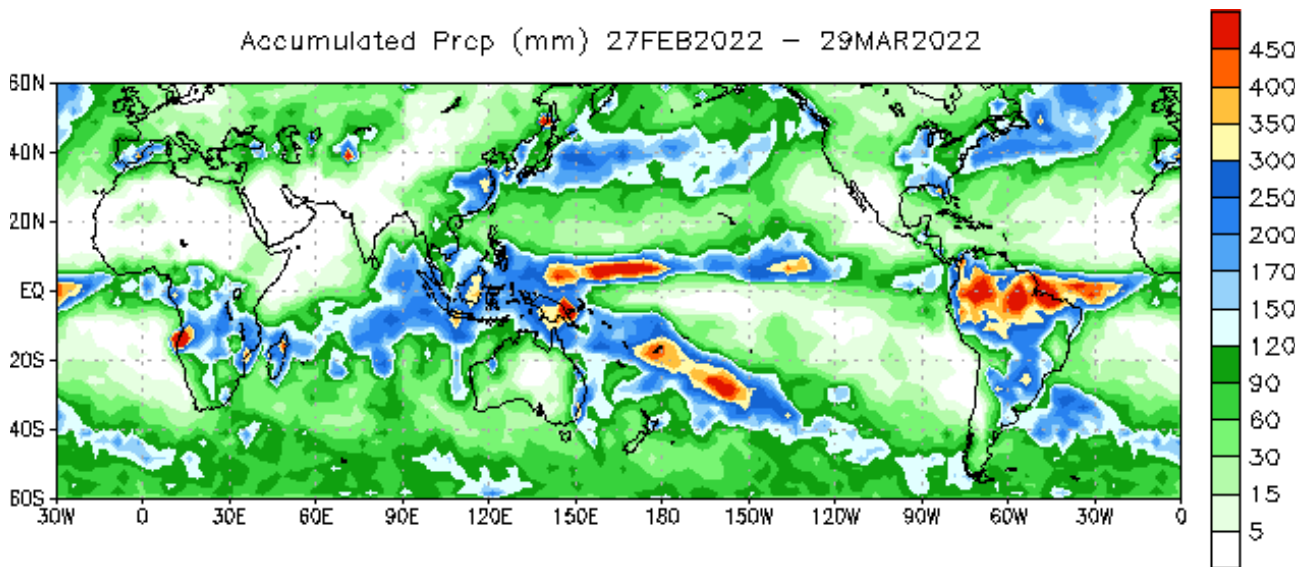 Accumulated Prcp (mm) 27FEB2022 – 29MAR2022
60N
40N
20N
EQ
20S
40S
60S
30W 0 30E 60E 90E 120E 150E 180 150W 120W 90W 60W 30W 0
450
400
350
300
250
200
170
150
120
90
60
30
15
5